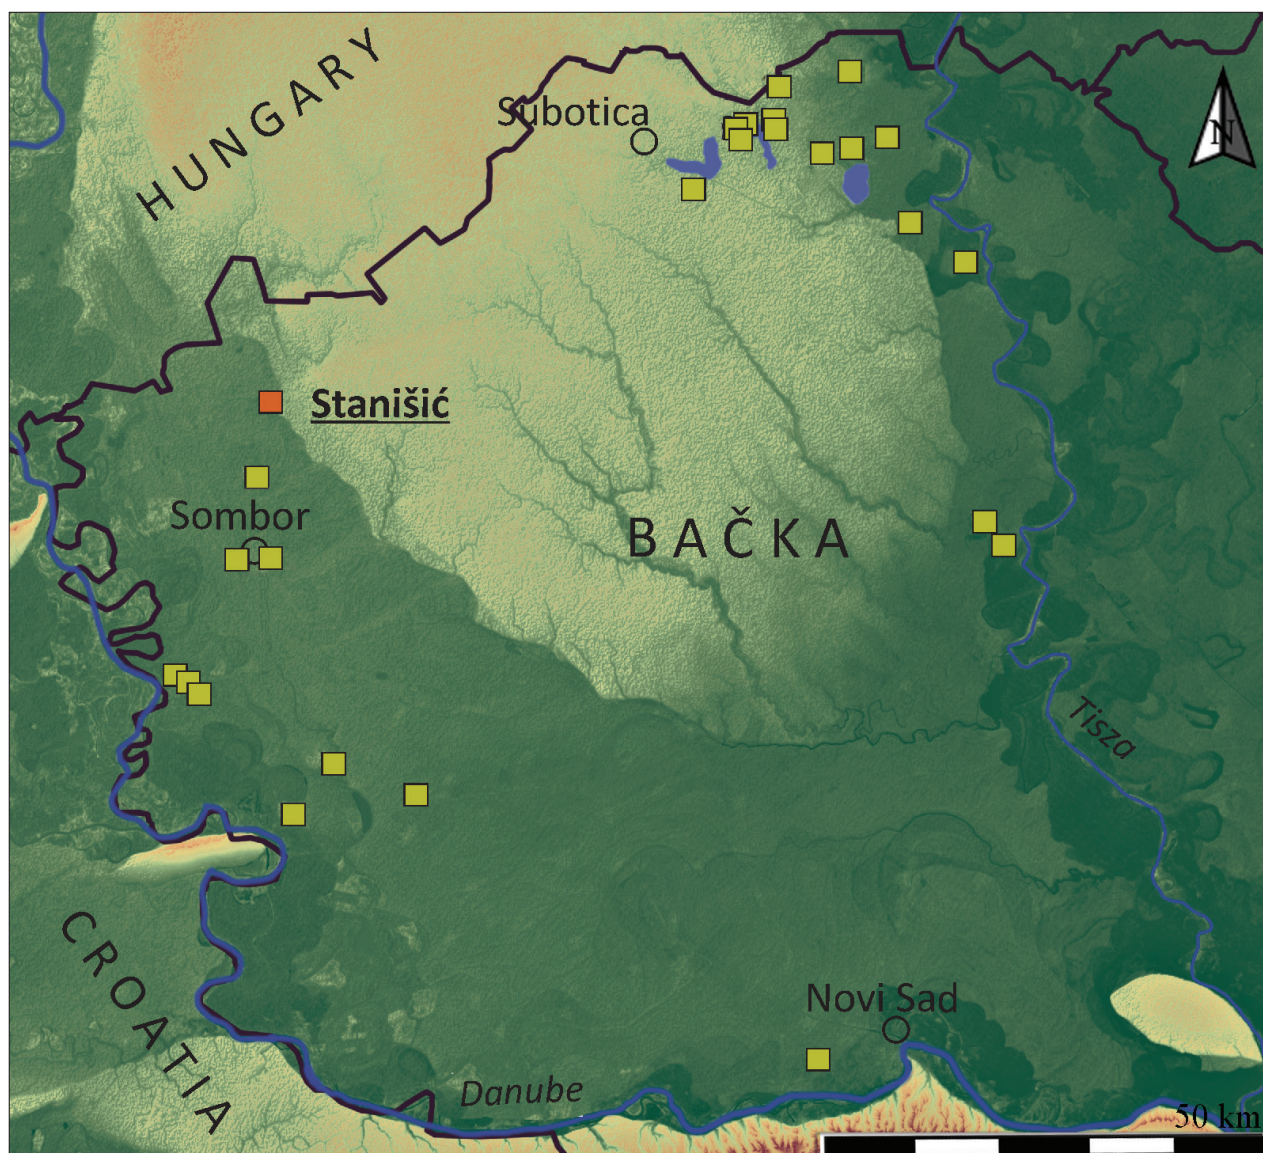 HUNGARY
Subotica
N
Stanišić
Sombor
BAČKA
Tisza
CROATIA
Novi Sad
Danube
50 km